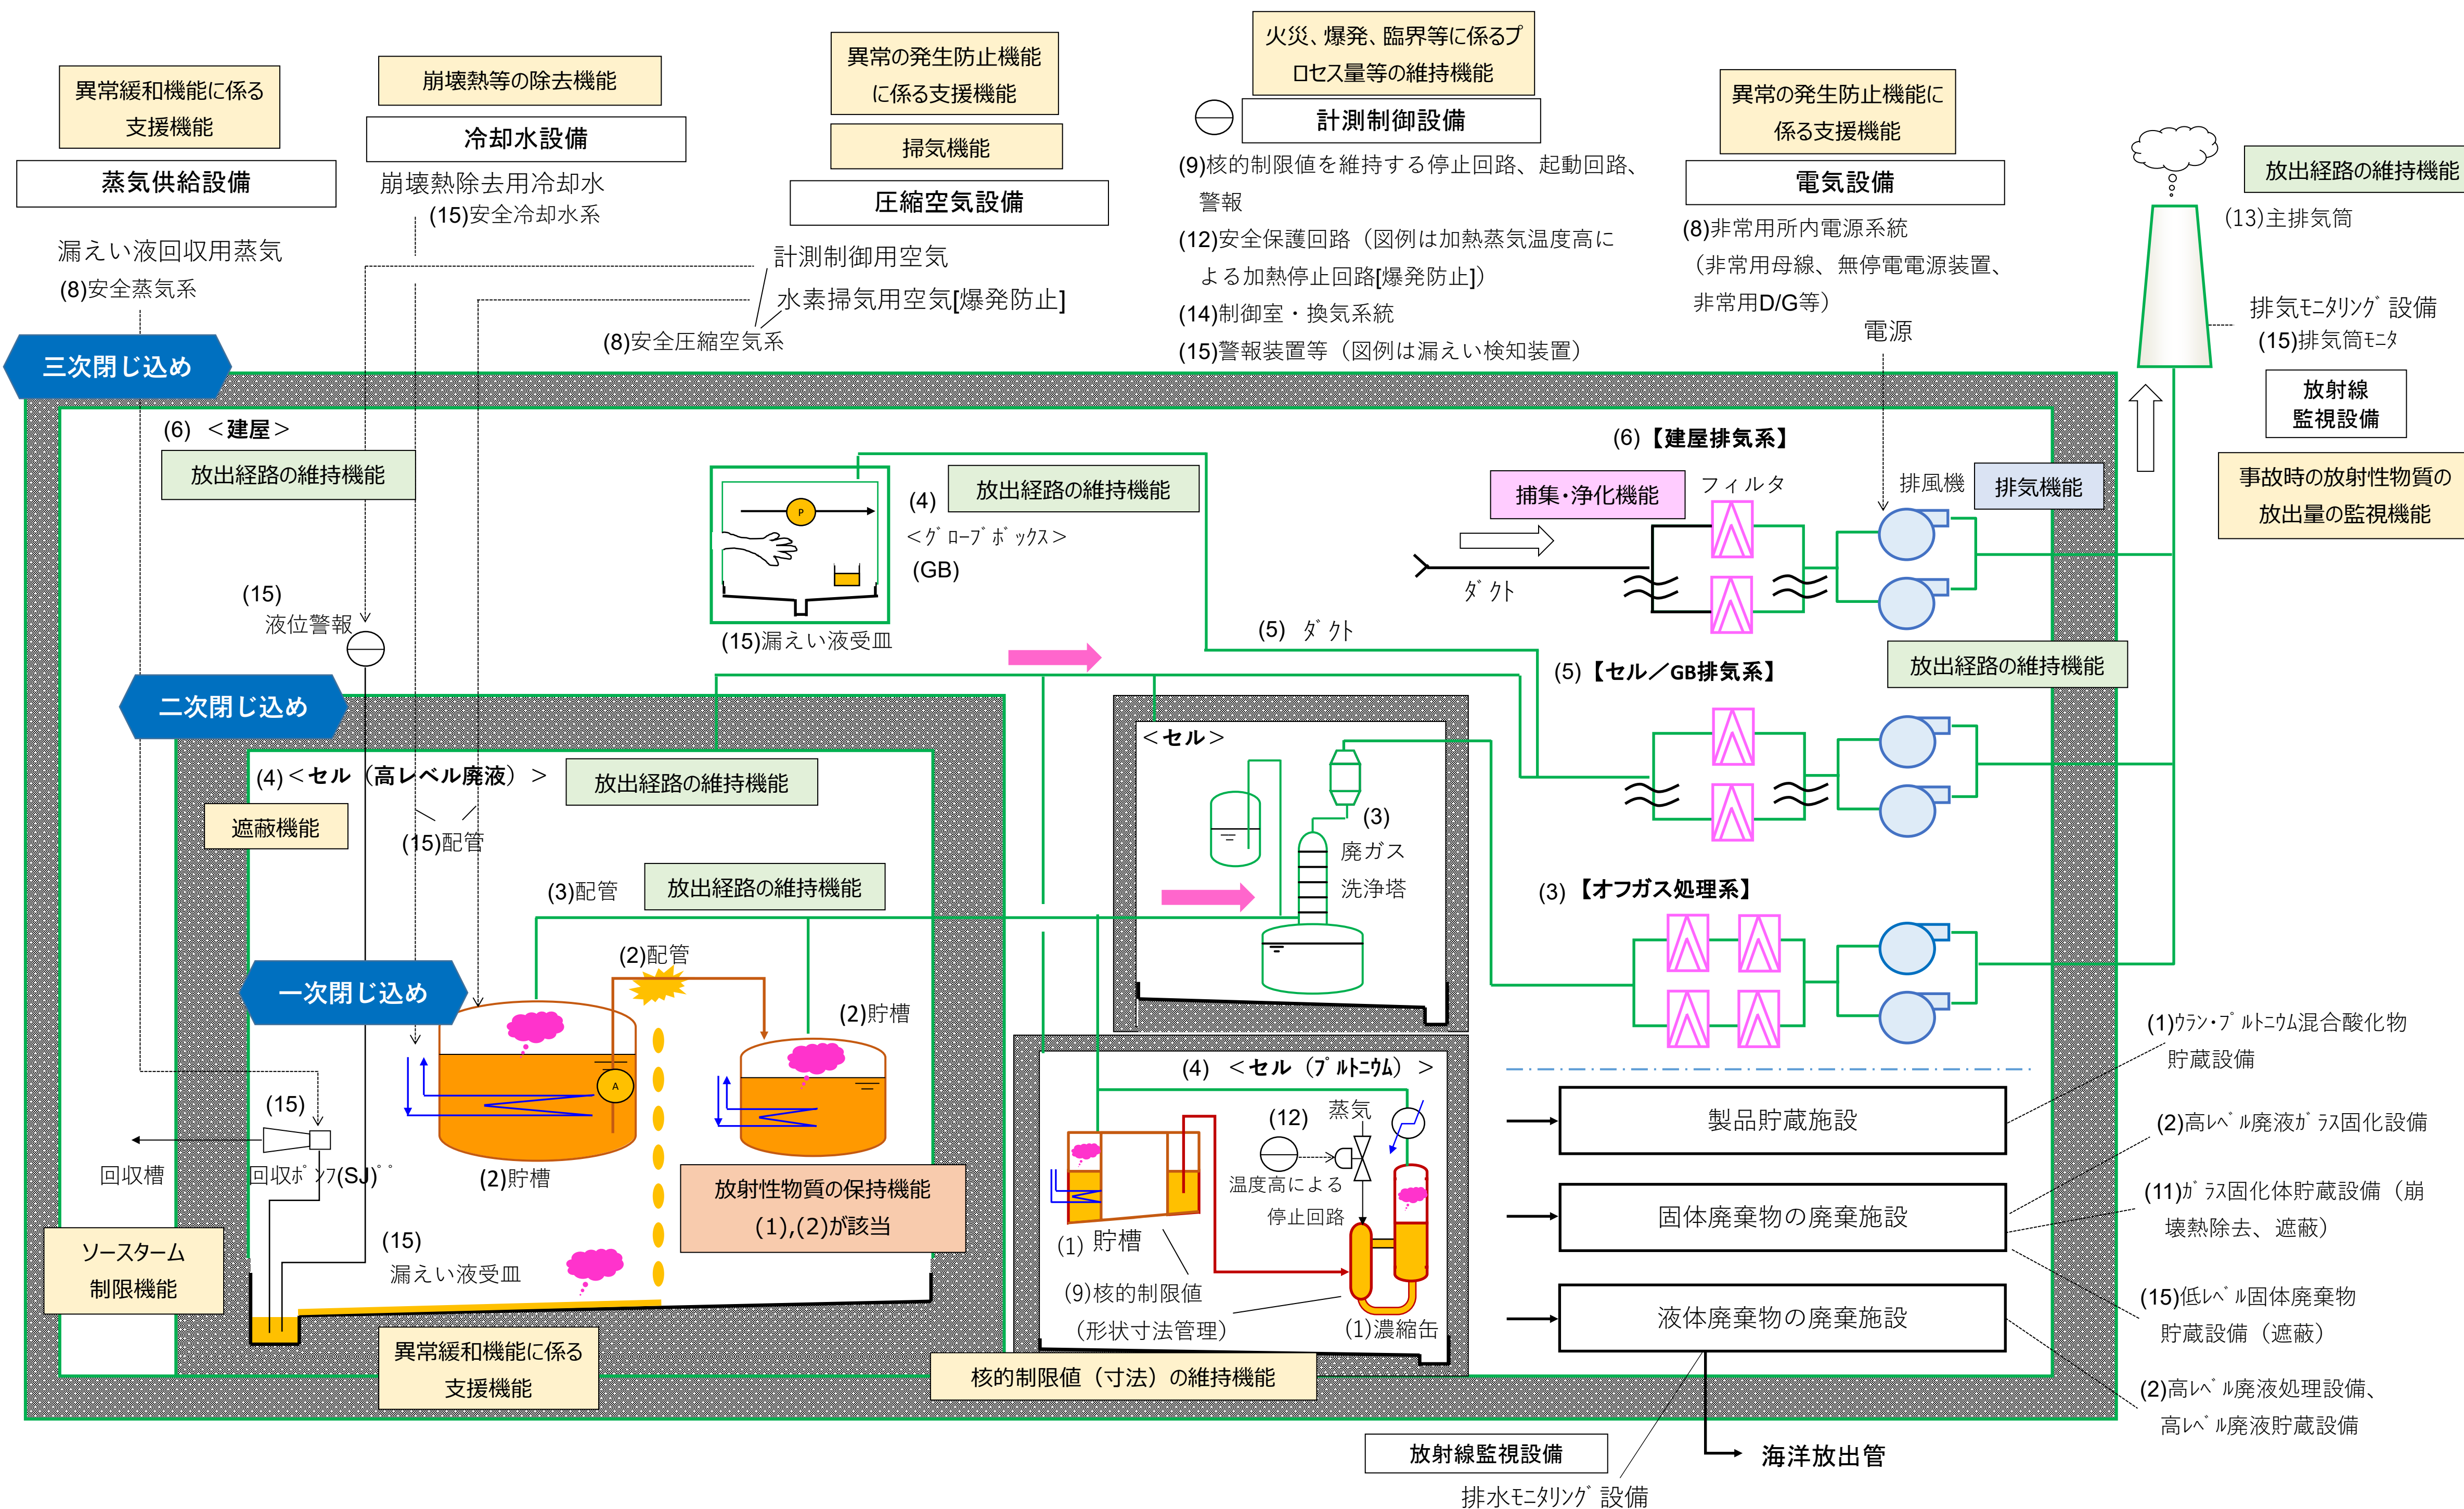 異常緩和機能に係る
支援機能
蒸気供給設備
漏えい液回収用蒸気
(8)安全蒸気系
崩壊熱等の除去機能
冷却水設備
崩壊熱除去用冷却水
(15)安全冷却水系
異常の発生防止機能
に係る支援機能
掃気機能
圧縮空気設備
計測制御用空気
水素掃気用空気[爆発防止]
(8)安全圧縮空気系
火災、爆発、臨界等に係るプ
ロセス量等の維持機能
計測制御設備
(9)核的制限値を維持する停止回路、起動回路、
警報
(12)安全保護回路（図例は加熱蒸気温度高に
よる加熱停止回路[爆発防止]）
(14)制御室・換気系統
(15)警報装置等（図例は漏えい検知装置）
異常の発生防止機能に
係る支援機能
電気設備
(8)非常用所内電源系統
（非常用母線、無停電電源装置、
非常用D/G等）
電源
放出経路の維持機能
(13)主排気筒
排気ﾓﾆﾀﾘﾝｸﾞ設備
(15)排気筒ﾓﾆﾀ
放射線
監視設備
事故時の放射性物質の
放出量の監視機能
三次閉じ込め
(6) ＜建屋＞
放出経路の維持機能
(15)
液位警報
P
(4)
放出経路の維持機能
＜ｸﾞﾛｰﾌﾞﾎﾞｯｸｽ＞
(GB)
(15)漏えい液受皿
(6)【建屋排気系】
捕集・浄化機能
フィルタ
排風機
排気機能
ﾀﾞｸﾄ
(5) ﾀﾞｸﾄ
(5)【セル／GB排気系】
放出経路の維持機能
二次閉じ込め
(4)＜セル（高レベル廃液）＞
放出経路の維持機能
遮蔽機能
(15)配管
(3)配管
放出経路の維持機能
＜セル＞
(3)
廃ガス
洗浄塔
(3)【オフガス処理系】
一次閉じ込め
(2)配管
(2)貯槽
A
(2)貯槽
(15)
回収槽
回収ﾎﾟﾝﾌﾟ(SJ)
放射性物質の保持機能
(1),(2)が該当
ソースターム
制限機能
(15)
漏えい液受皿
異常緩和機能に係る
支援機能
(4) ＜セル（ﾌﾟﾙﾄﾆｳﾑ）＞
(12)
蒸気
温度高による
停止回路
(1) 貯槽
(9)核的制限値
（形状寸法管理）
(1)濃縮缶
核的制限値（寸法）の維持機能
製品貯蔵施設
固体廃棄物の廃棄施設
液体廃棄物の廃棄施設
(1)ｳﾗﾝ･ﾌﾟﾙﾄﾆｳﾑ混合酸化物
貯蔵設備
(2)高ﾚﾍﾞﾙ廃液ｶﾞﾗｽ固化設備
(11)ｶﾞﾗｽ固化体貯蔵設備（崩
壊熱除去、遮蔽）
(15)低ﾚﾍﾞﾙ固体廃棄物
貯蔵設備（遮蔽）
(2)高ﾚﾍﾞﾙ廃液処理設備、
高ﾚﾍﾞﾙ廃液貯蔵設備
放射線監視設備
排水ﾓﾆﾀﾘﾝｸﾞ設備
海洋放出管